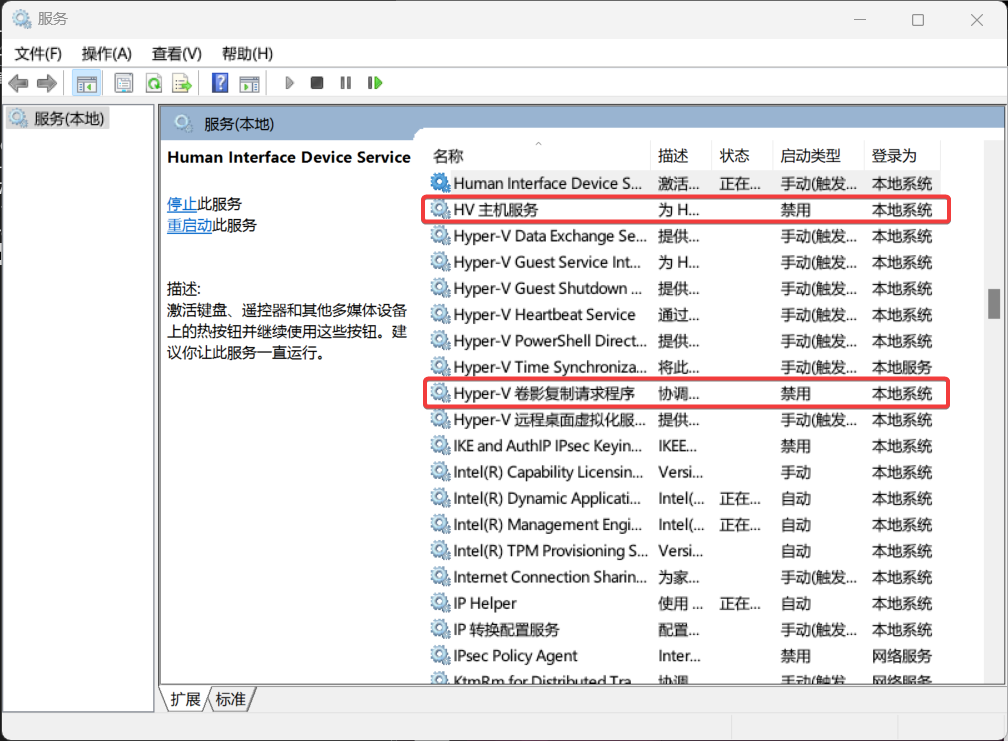 服务
文件(F) 操作(A) 查看(V) 帮助(H)
服务(本地)
服务(本地)
Human Interface Device Service
停止此服务
重启动此服务
描述:
激活键盘、遥控器和其他多媒体设备
上的热按钮并继续使用这些按钮。建
议你让此服务一直运行。
名称 描述 状态 启动类型 登录为
Human Interface Device S... 激活... 正在... 手动(触发... 本地系统
HV 主机服务 为 H... 禁用 本地系统
Hyper-V Data Exchange Se... 提供... 手动(触发... 本地系统
Hyper-V Guest Service Int... 为 H... 手动(触发... 本地系统
Hyper-V Guest Shutdown ... 提供... 手动(触发... 本地系统
Hyper-V Heartbeat Service 通过... 手动(触发... 本地系统
Hyper-V PowerShell Direct... 提供... 手动(触发... 本地系统
Hyper-V Time Synchroniza... 将此... 手动(触发... 本地服务
Hyper-V 卷影复制请求程序 协调... 禁用 本地系统
Hyper-V 远程桌面虚拟化服... 提供... 手动(触发... 本地系统
IKE and AuthIP IPsec Keyin... IKEE... 禁用 本地系统
Intel(R) Capability Licensin... Versi... 手动 本地系统
Intel(R) Dynamic Applicati... Intel(... 正在... 自动 本地系统
Intel(R) Management Engi... Intel(... 正在... 自动 本地系统
Intel(R) TPM Provisioning S... Versi... 自动 本地系统
Internet Connection Sharin... 为家... 手动(触发... 本地系统
IP Helper 使用 ... 正在... 自动 本地系统
IP 转换配置服务 配置... 手动(触发... 本地系统
IPsec Policy Agent Inter... 禁用 网络服务
KtmRm for Distributed Tra... 协调... 手动(触发... 网络服务
扩展 标准